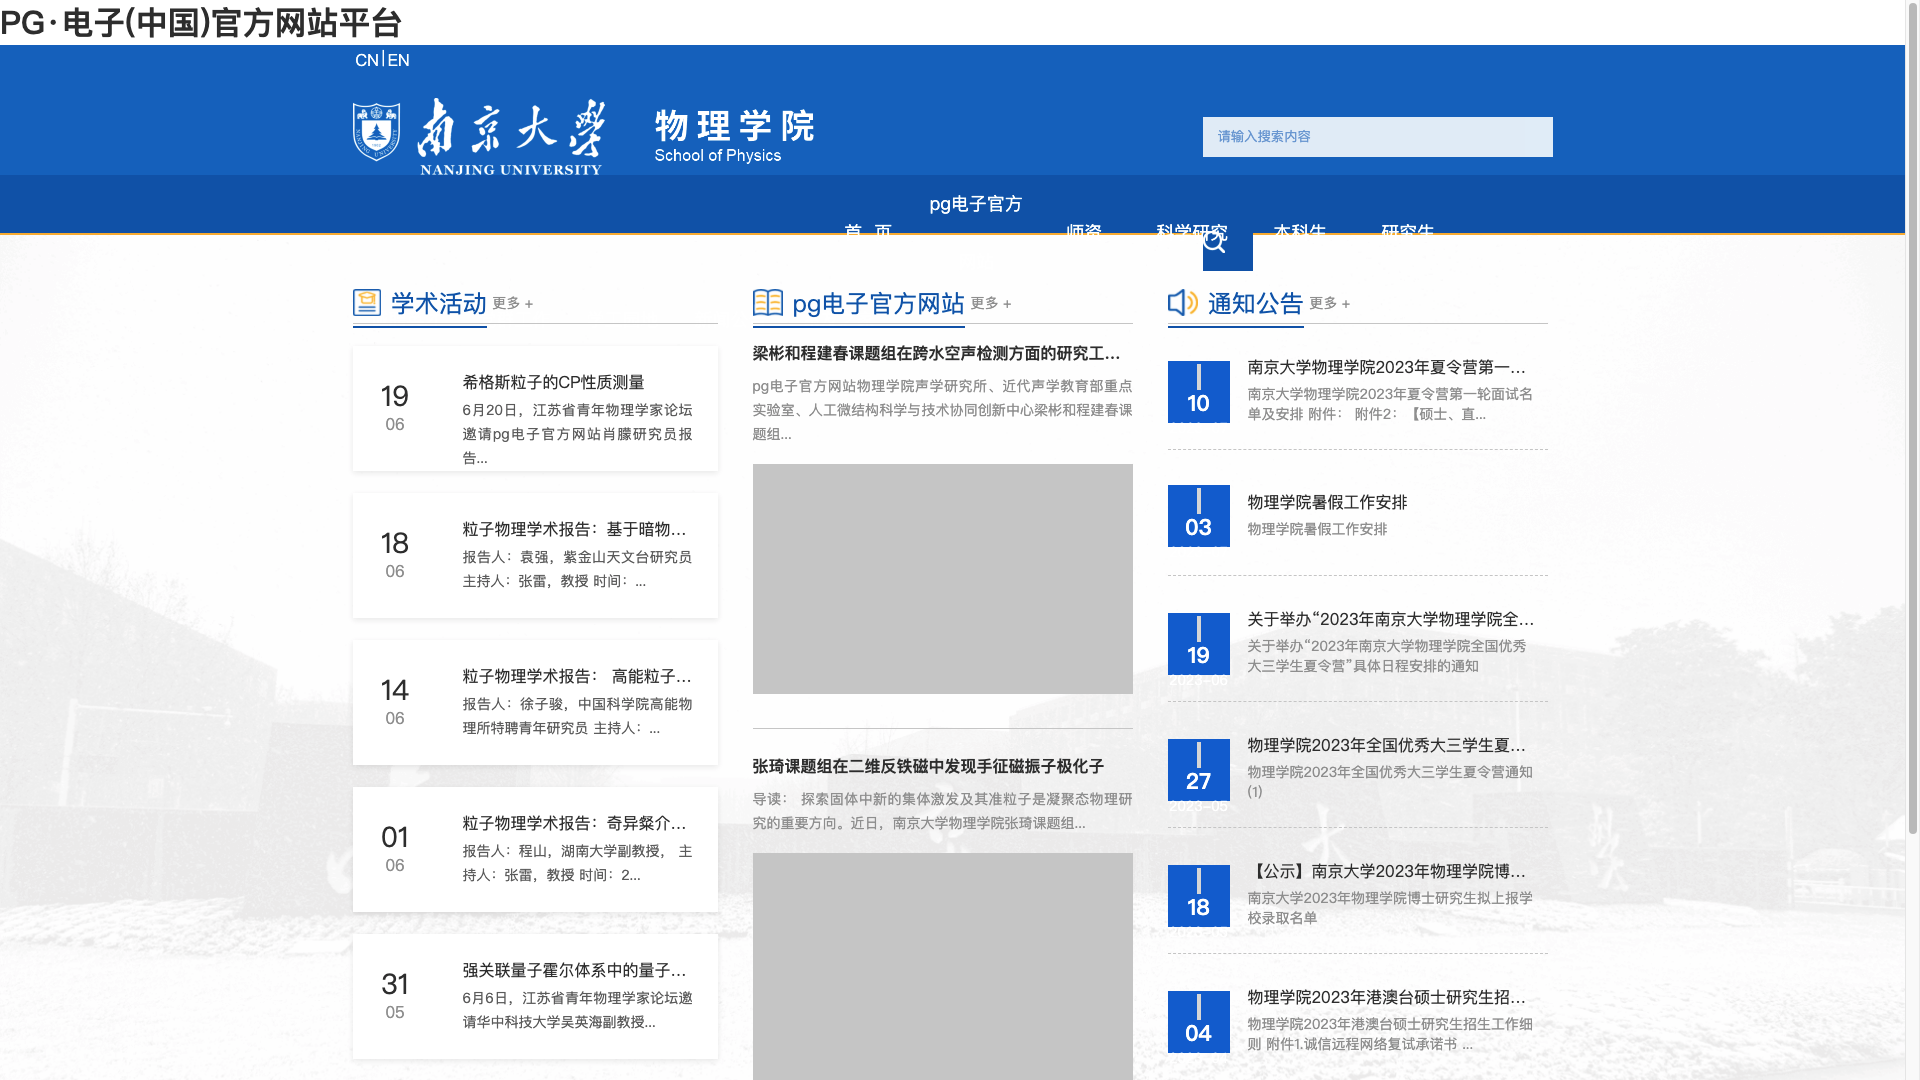 PG·电子(中国)官方网站平台
CN|EN
南京大学
NANJING UNIVERSITY
物理学院
School of Physics
请输入搜索内容
pg电子官方
首 页
师资
科学研究
本科生
研究生
学术活动 更多 +
19
06
希格斯粒子的CP性质测量
6月20日，江苏省青年物理学家论坛
邀请pg电子官方网站肖朦研究员报
告...
18
06
粒子物理学术报告：基于暗物...
报告人：袁强，紫金山天文台研究员
主持人：张雷，教授 时间：...
14
06
粒子物理学术报告： 高能粒子...
报告人：徐子骏，中国科学院高能物
理所特聘青年研究员 主持人：...
01
06
粒子物理学术报告：奇异粲介...
报告人：程山，湖南大学副教授， 主
持人：张雷，教授 时间：2...
31
05
强关联量子霍尔体系中的量子...
6月6日，江苏省青年物理学家论坛邀
请华中科技大学吴英海副教授...
pg电子官方网站 更多 +
梁彬和程建春课题组在跨水空声检测方面的研究工...
pg电子官方网站物理学院声学研究所、近代声学教育部重点
实验室、人工微结构科学与技术协同创新中心梁彬和程建春课
题组...
张琦课题组在二维反铁磁中发现手征磁振子极化子
导读： 探索固体中新的集体激发及其准粒子是凝聚态物理研
究的重要方向。近日，南京大学物理学院张琦课题组...
通知公告 更多 +
10
南京大学物理学院2023年夏令营第一...
南京大学物理学院2023年夏令营第一轮面试名
单及安排 附件： 附件2：【硕士、直...
03
物理学院暑假工作安排
物理学院暑假工作安排
19
关于举办“2023年南京大学物理学院全...
关于举办“2023年南京大学物理学院全国优秀
大三学生夏令营”具体日程安排的通知
27
2023-05
物理学院2023年全国优秀大三学生夏...
物理学院2023年全国优秀大三学生夏令营通知
(1)
18
【公示】南京大学2023年物理学院博...
南京大学2023年物理学院博士研究生拟上报学
校录取名单
04
物理学院2023年港澳台硕士研究生招...
物理学院2023年港澳台硕士研究生招生工作细
则 附件1.诚信远程网络复试承诺书 ...